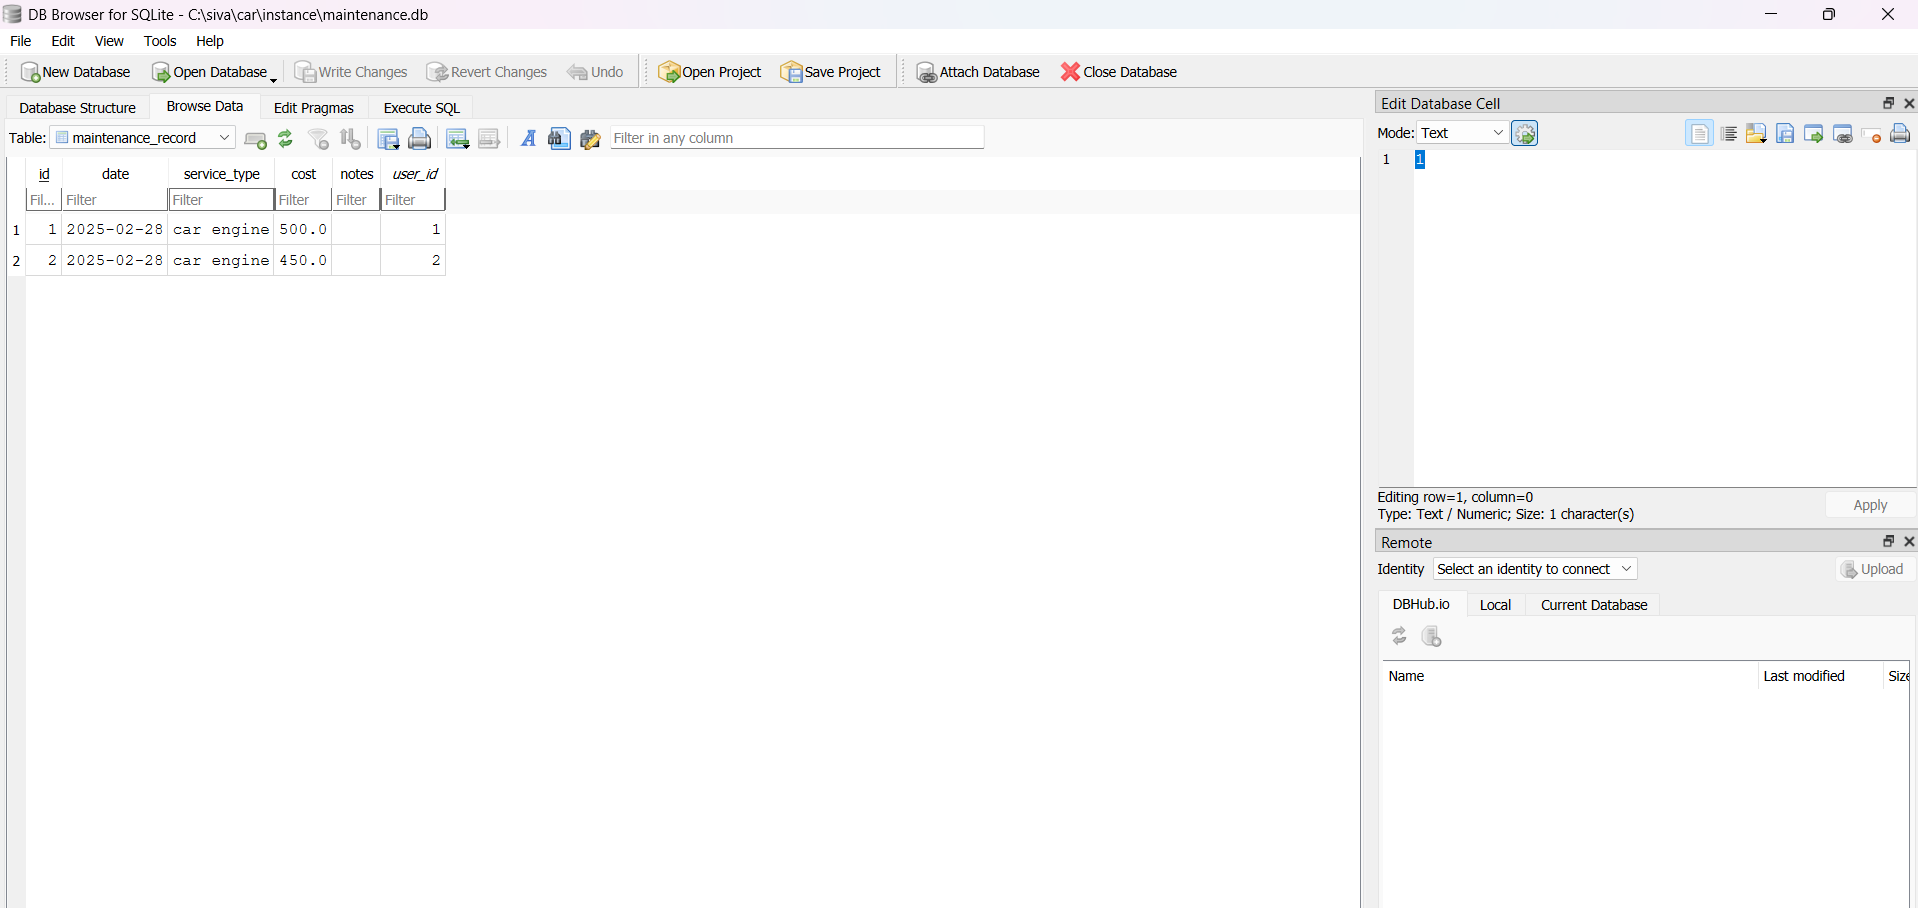 DB Browser for SQLite - C:\siva\car\instance\maintenance.db
File Edit View Tools Help
New Database Open Database Write Changes Revert Changes Undo Open Project Save Project Attach Database Close Database
Database Structure Browse Data Edit Pragmas Execute SQL
Table: maintenance_record Filter in any column
id date service_type cost notes user_id
Fil... Filter Filter Filter Filter Filter
1 1 2025-02-28 car engine 500.0 1
2 2 2025-02-28 car engine 450.0 2
Edit Database Cell
Mode: Text
1 1
Editing row=1, column=0
Type: Text / Numeric; Size: 1 character(s)
Apply
Remote
Identity Select an identity to connect Upload
DBHub.io Local Current Database
Name Last modified Size